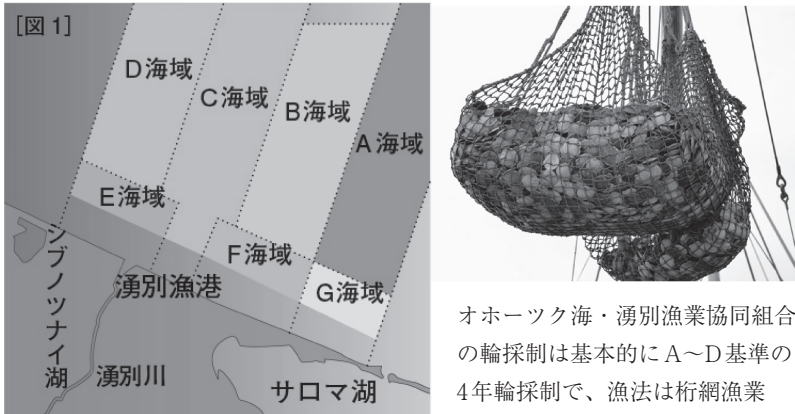 [図1]
D海域
C海域
B海域
A海域
E海域
F海域
G海域
シブノツナイ湖
湧別漁港
湧別川
サロマ湖
オホーツク海・湧別漁業協同組合
の輪採制は基本的にA〜D基準の
4年輪採制で、漁法は桁網漁業